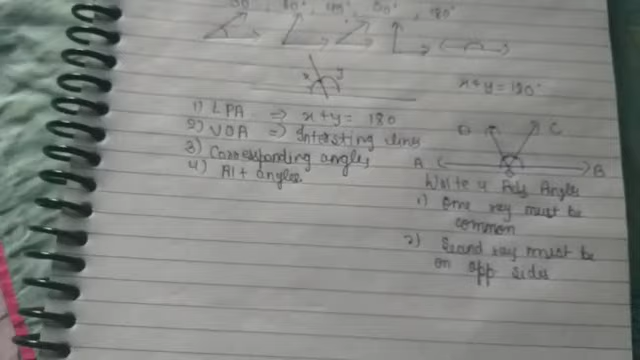 x y
x+y=180°
1) LPA ⇒ x+y= 180
2) VOA ⇒ Intersting lines
3) Corresponding angles
4) Alt angles
D C
A B
Write 4 Adj Angles
1) One ray must be
common
2) Second ray must be
on opp sides